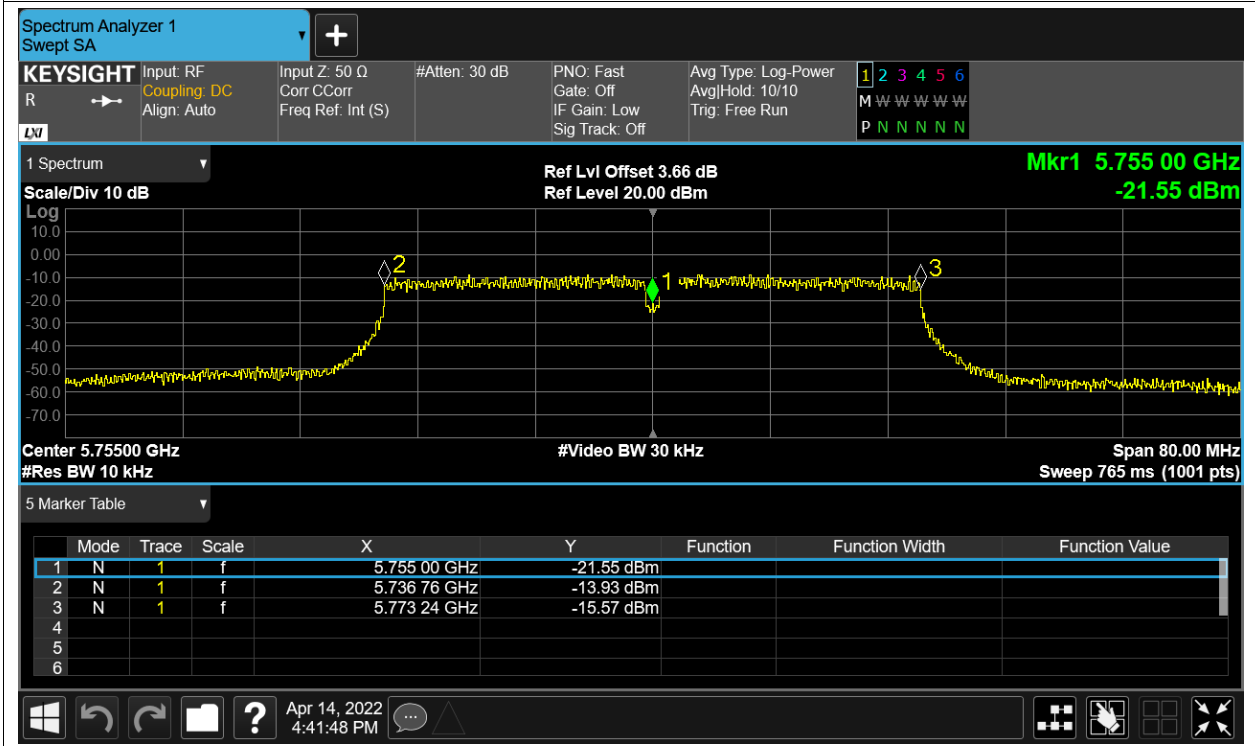 Spectrum Analyzer 1
Swept SA
+
KEYSIGHT Input: RF Input Z: 50 Ω #Atten: 30 dB PNO: Fast Avg Type: Log-Power 1 2 3 4 5 6
R Coupling: DC Corr CCorr Gate: Off Avg|Hold: 10/10 M W W W W W
Align: Auto Freq Ref: Int (S) IF Gain: Low Trig: Free Run
LXI Sig Track: Off P N N N N N
1 Spectrum Ref Lvl Offset 3.66 dB Mkr1 5.755 00 GHz
Scale/Div 10 dB Ref Level 20.00 dBm -21.55 dBm
Log
10.0
0.00
-10.0
-20.0
-30.0
-40.0
-50.0
-60.0
-70.0
2
1
3
Center 5.75500 GHz #Video BW 30 kHz Span 80.00 MHz
#Res BW 10 kHz Sweep 765 ms (1001 pts)
5 Marker Table
Mode Trace Scale X Y Function Function Width Function Value
1 N 1 f 5.755 00 GHz -21.55 dBm
2 N 1 f 5.736 76 GHz -13.93 dBm
3 N 1 f 5.773 24 GHz -15.57 dBm
4
5
6
? Apr 14, 2022
4:41:48 PM